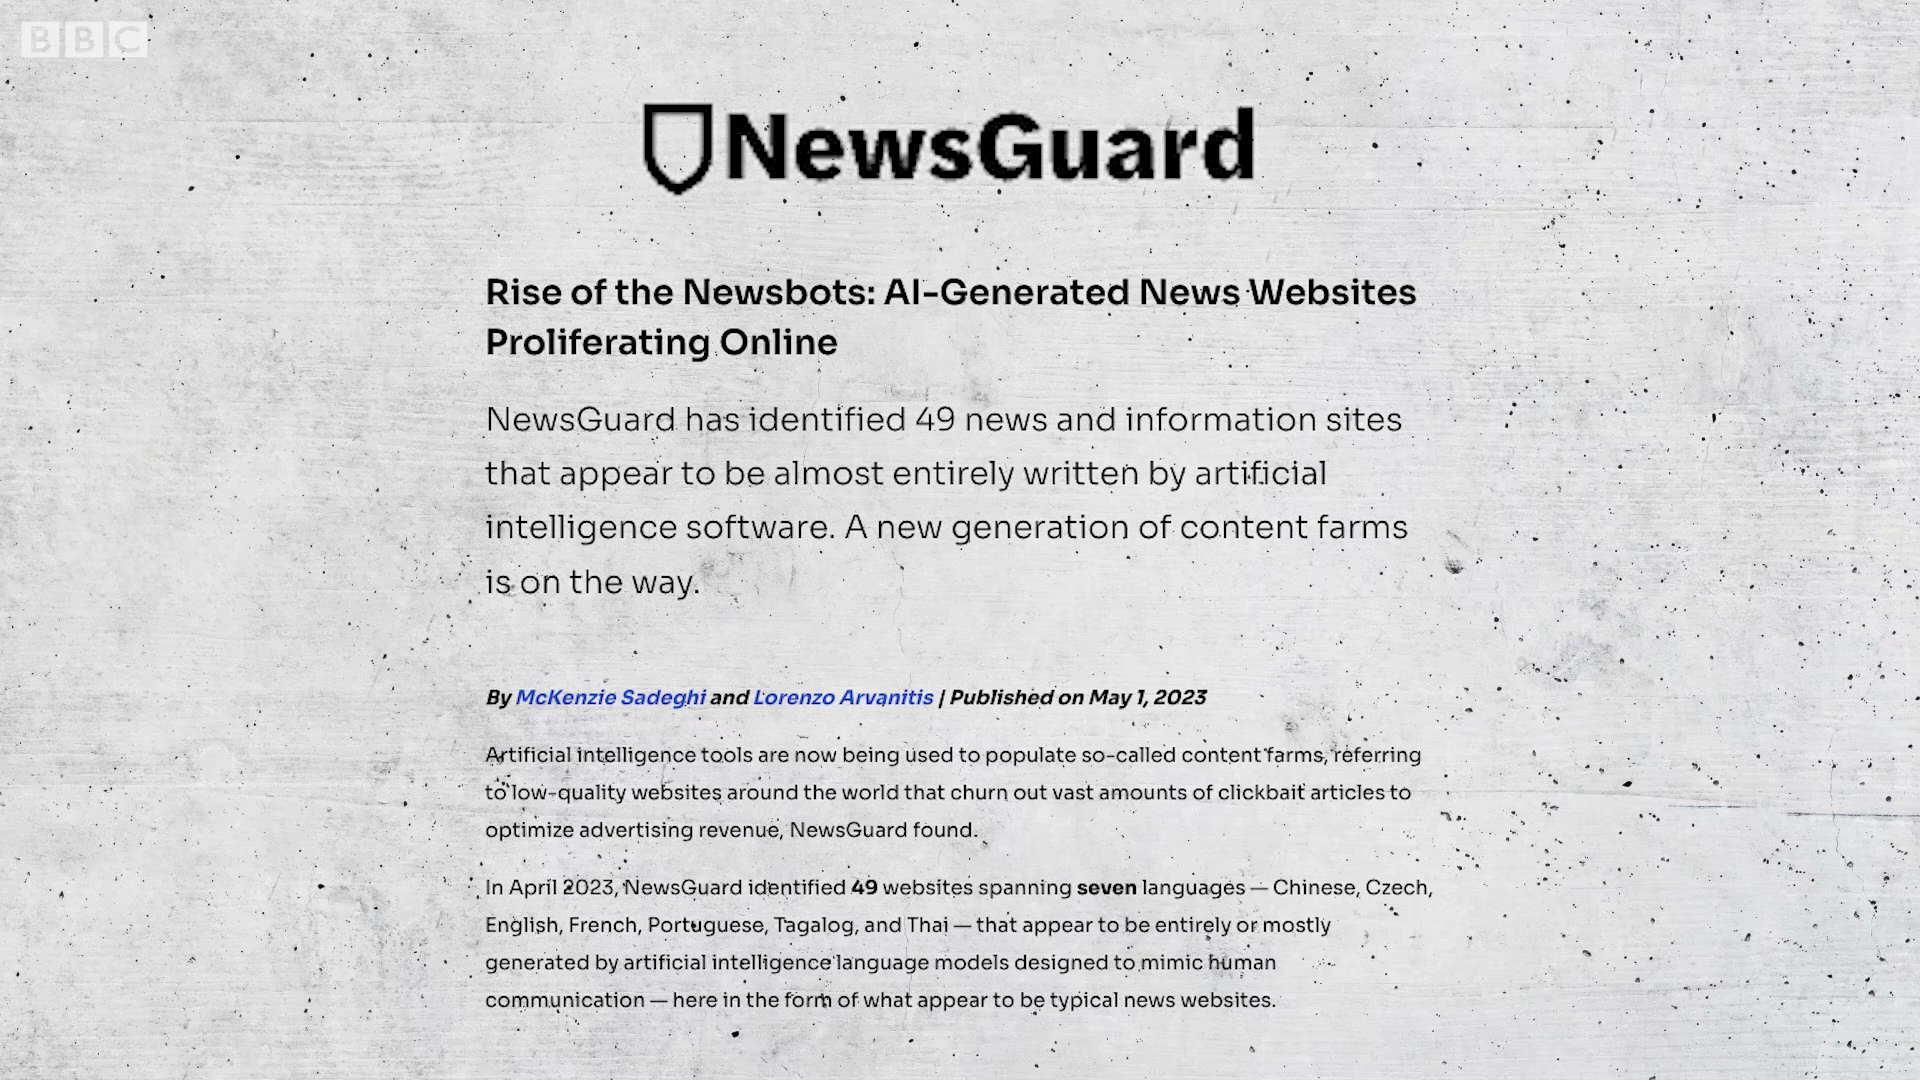 BBC
NewsGuard
Rise of the Newsbots: AI-Generated News Websites
Proliferating Online
NewsGuard has identified 49 news and information sites
that appear to be almost entirely written by artificial
intelligence software. A new generation of content farms
is on the way.
By McKenzie Sadeghi and Lorenzo Arvanitis | Published on May 1, 2023
Artificial intelligence tools are now being used to populate so-called content farms, referring
to low-quality websites around the world that churn out vast amounts of clickbait articles to
optimize advertising revenue, NewsGuard found.
In April 2023, NewsGuard identified 49 websites spanning seven languages — Chinese, Czech,
English, French, Portuguese, Tagalog, and Thai — that appear to be entirely or mostly
generated by artificial intelligence language models designed to mimic human
communication — here in the form of what appear to be typical news websites.